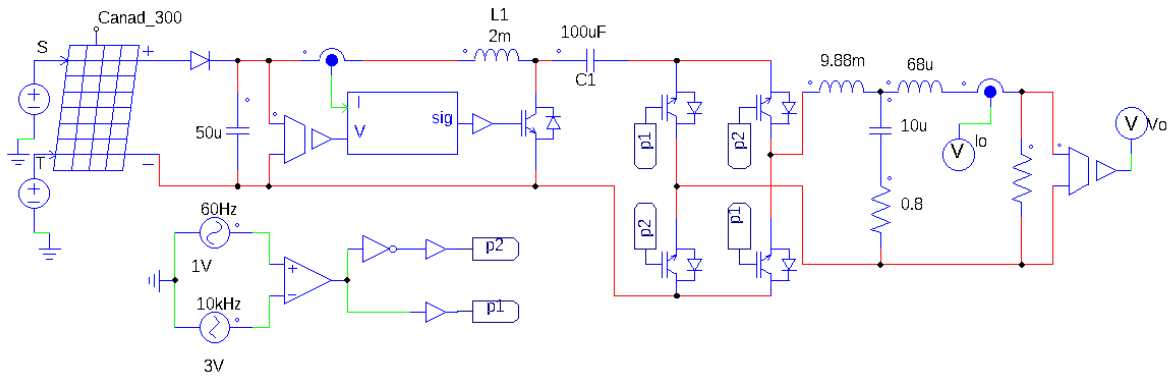 Canad_300
S
T
50u
I
V
sig
L1
2m
100uF
C1
p1
p2
p2
p1
9.88m
68u
10u
0.8
V
Io
V
Vo
60Hz
1V
10kHz
3V
p2
p1